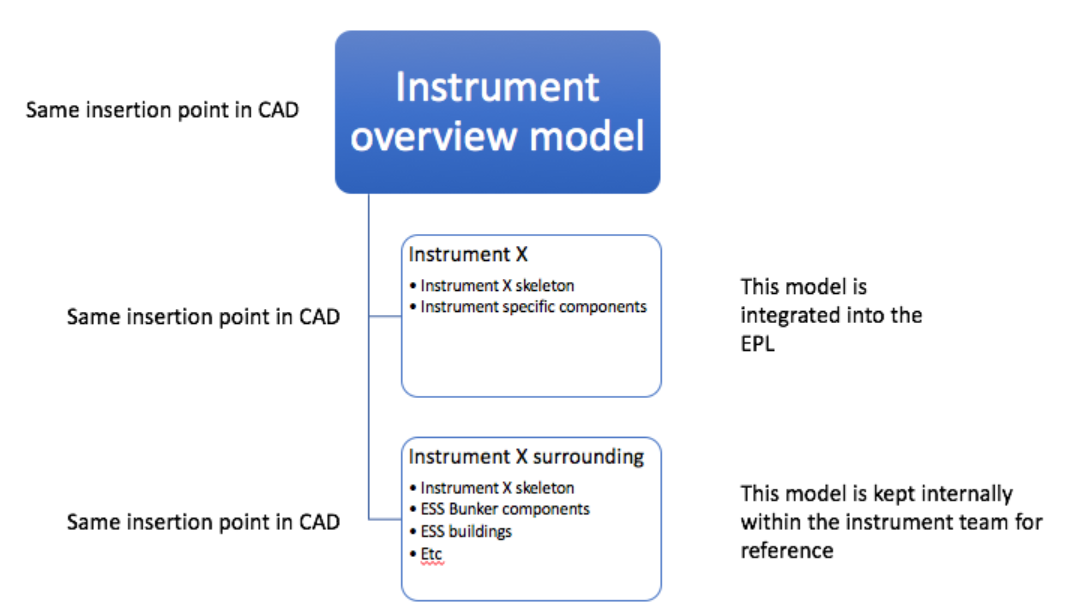 Instrument
overview model
Same insertion point in CAD
Instrument X
• Instrument X skeleton
• Instrument specific components
Same insertion point in CAD
This model is
integrated into the
EPL
Instrument X surrounding
• Instrument X skeleton
• ESS Bunker components
• ESS buildings
• Etc
Same insertion point in CAD
This model is kept internally
within the instrument team for
reference